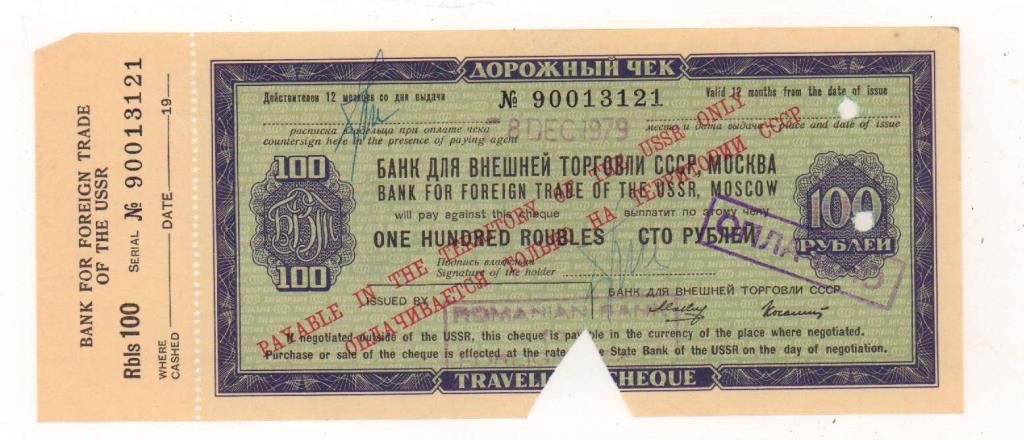 BANK FOR FOREIGN TRADE
OF THE USSR
SERIAL № 90013121
Rbls 100
DATE 19
WHERE
CASHED
ДОРОЖНЫЙ ЧЕК
Действителен 12 месяцев со дня выдачи
№ 90013121
Valid 12 months from the date of issue
8 DEC 1979
расписка владельца при оплате чека
место и дата выдачи place and date of issue
countersign here in the presence of paying agent
100
БАНК ДЛЯ ВНЕШНЕЙ ТОРГОВЛИ СССР, МОСКВА
BANK FOR FOREIGN TRADE OF THE USSR, MOSCOW
will pay against this cheque выплатит по этому чеку
ONE HUNDRED ROUBLES СТО РУБЛЕЙ
БВТ
100
100
РУБЛЕЙ
Подпись владельца
Signature of the holder
PAYABLE IN THE TERRITORY OF THE USSR ONLY
ОПЛАЧИВАЕТСЯ ТОЛЬКО НА ТЕРРИТОРИИ СССР
ISSUED BY
БАНК ДЛЯ ВНЕШНЕЙ ТОРГОВЛИ СССР
ROMANIAN BANK
If negotiated outside of the USSR, this cheque is payable in the currency of the place where negotiated.
Purchase or sale of the cheque is effected at the rate State Bank of the USSR on the day of negotiation.
CHEQUE